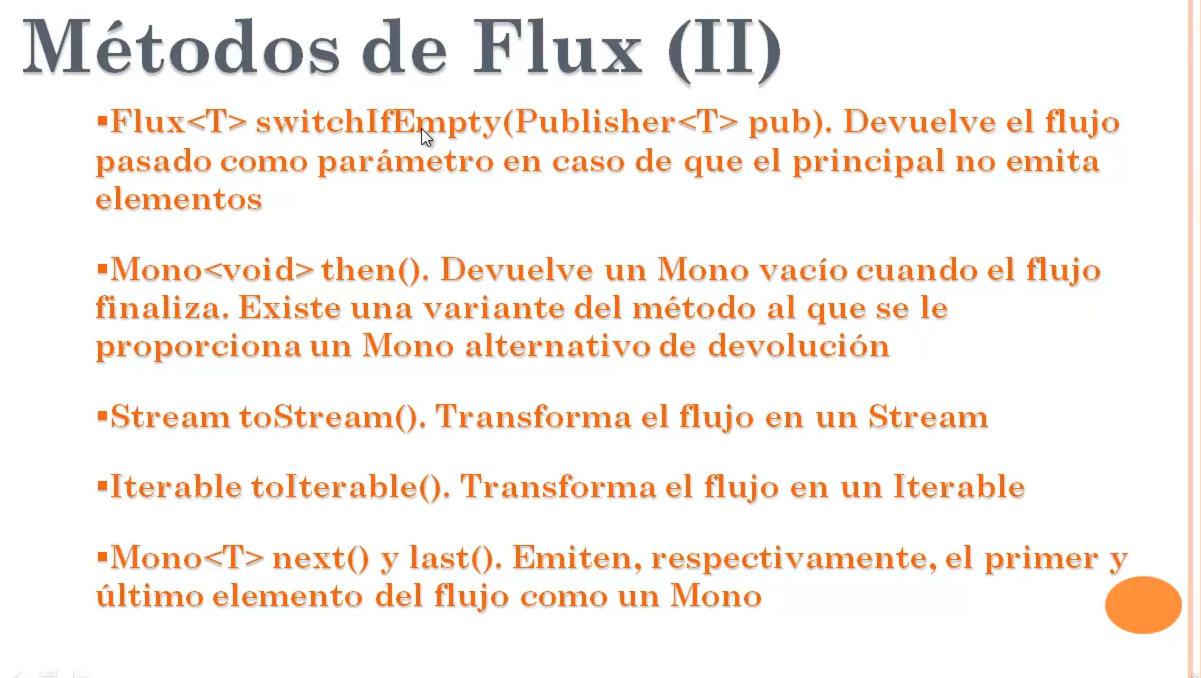 Métodos de Flux (II)
▪Flux<T> switchIfEmpty(Publisher<T> pub). Devuelve el flujo
pasado como parámetro en caso de que el principal no emita
elementos
▪Mono<void> then(). Devuelve un Mono vacío cuando el flujo
finaliza. Existe una variante del método al que se le
proporciona un Mono alternativo de devolución
▪Stream toStream(). Transforma el flujo en un Stream
▪Iterable toIterable(). Transforma el flujo en un Iterable
▪Mono<T> next() y last(). Emiten, respectivamente, el primer y
último elemento del flujo como un Mono